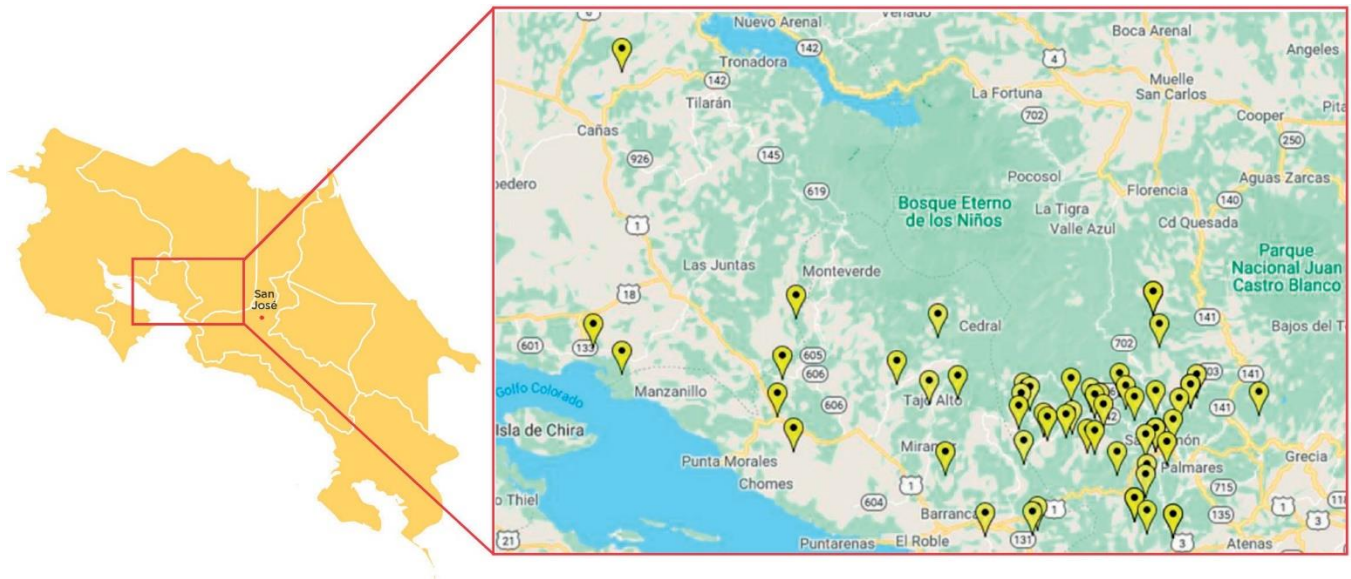 San
José
Nuevo Arenal
142
Boca Arenal
4
Angeles
Tronadora
142
Muelle
San Carlos
La Fortuna
Tilarán
702
Cooper
Cañas
250
926
145
Pocosol
Aguas Zarcas
619
Florencia
140
Bosque Eterno
de los Niños
La Tigra
Valle Azul
Cd Quesada
1
Parque
Nacional Juan
Castro Blanco
Las Juntas
Monteverde
18
141
Cedral
Bajos del T
601
133
702
605
606
141
Golfo Colorado
Manzanillo
Tajo Alto
606
141
Isla de Chira
Miramar
Punta Morales
Palmares
Grecia
Chomes
1
715
o Thiel
604
Barranca
1
135
1
3
21
Puntarenas
El Roble
131
3
Atenas